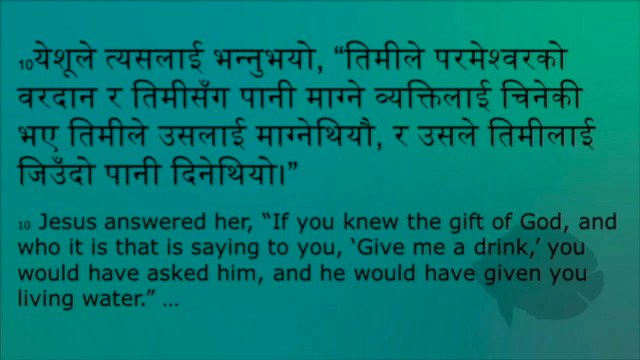 10येशूले त्यसलाई भन्नुभयो, “तिमीले परमेश्वरको
वरदान र तिमीसँग पानी माग्ने व्यक्तिलाई चिनेकी
भए तिमीले उसलाई माग्नेथियौ, र उसले तिमीलाई
जिउँदो पानी दिनेथियो।”
10 Jesus answered her, “If you knew the gift of God, and
who it is that is saying to you, ‘Give me a drink,’ you
would have asked him, and he would have given you
living water.” …